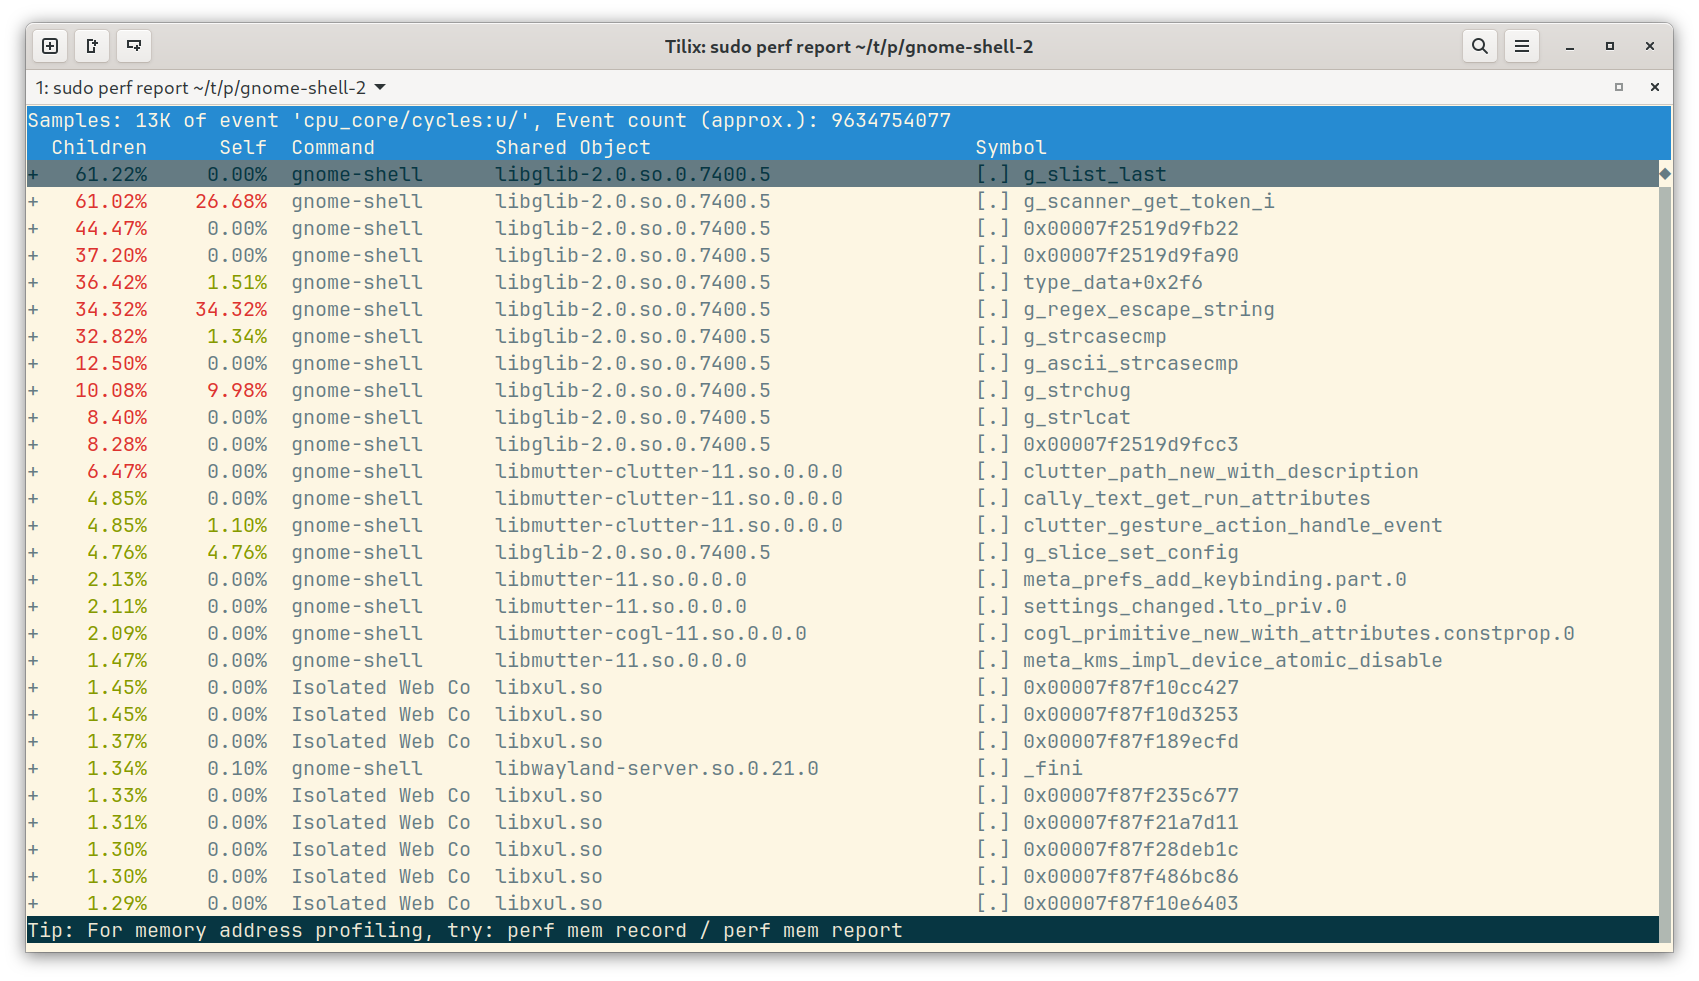 Tilix: sudo perf report ~/t/p/gnome-shell-2
1: sudo perf report ~/t/p/gnome-shell-2
Samples: 13K of event 'cpu_core/cycles:u/', Event count (approx.): 9634754077
Children Self Command Shared Object Symbol
+ 61.22% 0.00% gnome-shell libglib-2.0.so.0.7400.5 [.] g_slist_last
+ 61.02% 26.68% gnome-shell libglib-2.0.so.0.7400.5 [.] g_scanner_get_token_i
+ 44.47% 0.00% gnome-shell libglib-2.0.so.0.7400.5 [.] 0x00007f2519d9fb22
+ 37.20% 0.00% gnome-shell libglib-2.0.so.0.7400.5 [.] 0x00007f2519d9fa90
+ 36.42% 1.51% gnome-shell libglib-2.0.so.0.7400.5 [.] type_data+0x2f6
+ 34.32% 34.32% gnome-shell libglib-2.0.so.0.7400.5 [.] g_regex_escape_string
+ 32.82% 1.34% gnome-shell libglib-2.0.so.0.7400.5 [.] g_strcasecmp
+ 12.50% 0.00% gnome-shell libglib-2.0.so.0.7400.5 [.] g_ascii_strcasecmp
+ 10.08% 9.98% gnome-shell libglib-2.0.so.0.7400.5 [.] g_strchug
+ 8.40% 0.00% gnome-shell libglib-2.0.so.0.7400.5 [.] g_strlcat
+ 8.28% 0.00% gnome-shell libglib-2.0.so.0.7400.5 [.] 0x00007f2519d9fcc3
+ 6.47% 0.00% gnome-shell libmutter-clutter-11.so.0.0.0 [.] clutter_path_new_with_description
+ 4.85% 0.00% gnome-shell libmutter-clutter-11.so.0.0.0 [.] cally_text_get_run_attributes
+ 4.85% 1.10% gnome-shell libmutter-clutter-11.so.0.0.0 [.] clutter_gesture_action_handle_event
+ 4.76% 4.76% gnome-shell libglib-2.0.so.0.7400.5 [.] g_slice_set_config
+ 2.13% 0.00% gnome-shell libmutter-11.so.0.0.0 [.] meta_prefs_add_keybinding.part.0
+ 2.11% 0.00% gnome-shell libmutter-11.so.0.0.0 [.] settings_changed.lto_priv.0
+ 2.09% 0.00% gnome-shell libmutter-cogl-11.so.0.0.0 [.] cogl_primitive_new_with_attributes.constprop.0
+ 1.47% 0.00% gnome-shell libmutter-11.so.0.0.0 [.] meta_kms_impl_device_atomic_disable
+ 1.45% 0.00% Isolated Web Co libxul.so [.] 0x00007f87f10cc427
+ 1.45% 0.00% Isolated Web Co libxul.so [.] 0x00007f87f10d3253
+ 1.37% 0.00% Isolated Web Co libxul.so [.] 0x00007f87f189ecfd
+ 1.34% 0.10% gnome-shell libwayland-server.so.0.21.0 [.] _fini
+ 1.33% 0.00% Isolated Web Co libxul.so [.] 0x00007f87f235c677
+ 1.31% 0.00% Isolated Web Co libxul.so [.] 0x00007f87f21a7d11
+ 1.30% 0.00% Isolated Web Co libxul.so [.] 0x00007f87f28deb1c
+ 1.30% 0.00% Isolated Web Co libxul.so [.] 0x00007f87f486bc86
+ 1.29% 0.00% Isolated Web Co libxul.so [.] 0x00007f87f10e6403
Tip: For memory address profiling, try: perf mem record / perf mem report